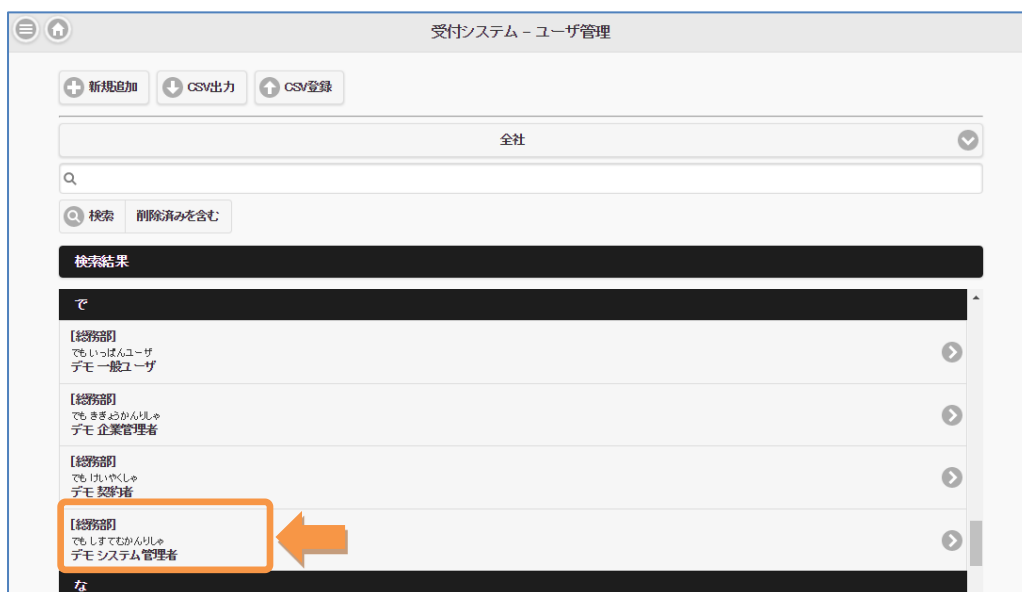 受付システム – ユーザ管理
新規追加 CSV出力 CSV登録
全社
検索 削除済みを含む
検索結果
で
[総務部]
でも いっぱんユーザ
デモ 一般ユーザ
[総務部]
でも きぎょうかんりしゃ
デモ 企業管理者
[総務部]
でも けいやくしゃ
デモ 契約者
[総務部]
でも しすてむかんりしゃ
デモ システム管理者
な